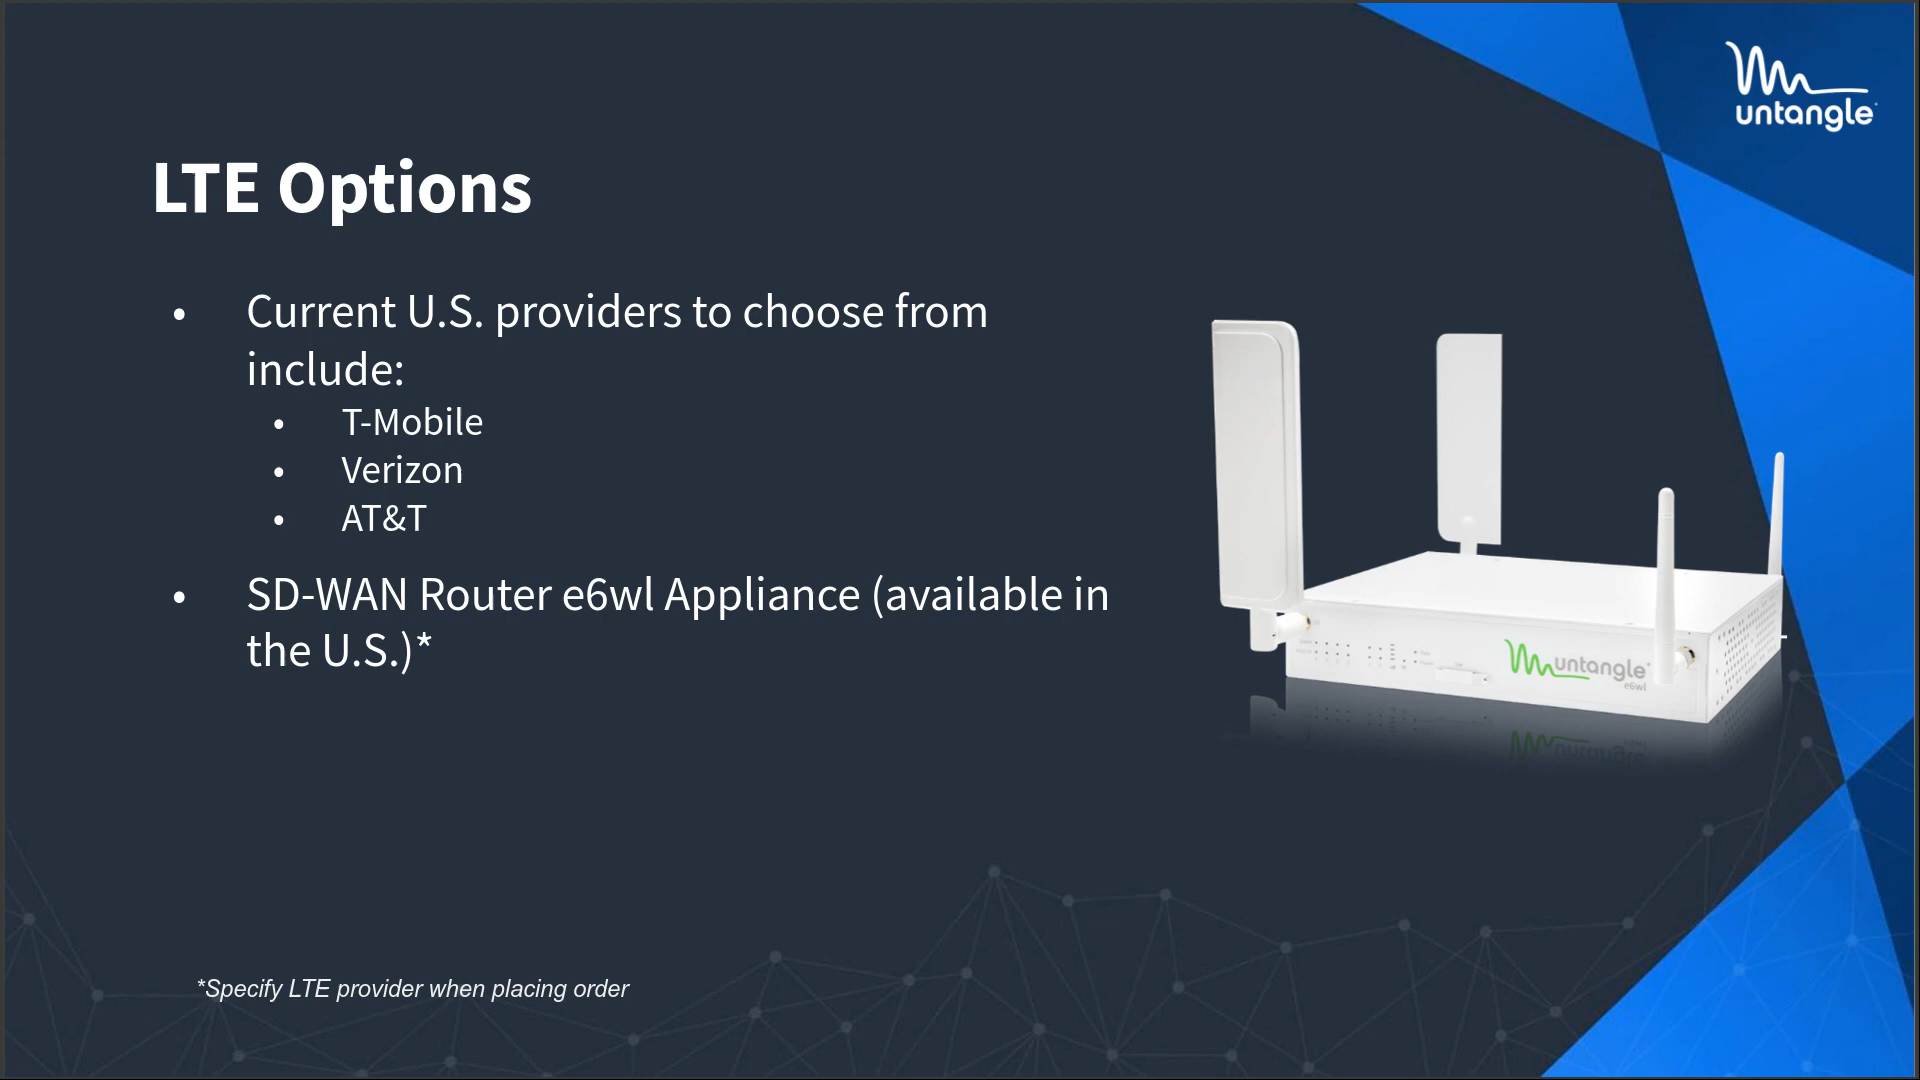 untangle
LTE Options
• Current U.S. providers to choose from
include:
• T-Mobile
• Verizon
• AT&T
• SD-WAN Router e6wl Appliance (available in
the U.S.)*
untangle
e6wl
*Specify LTE provider when placing order